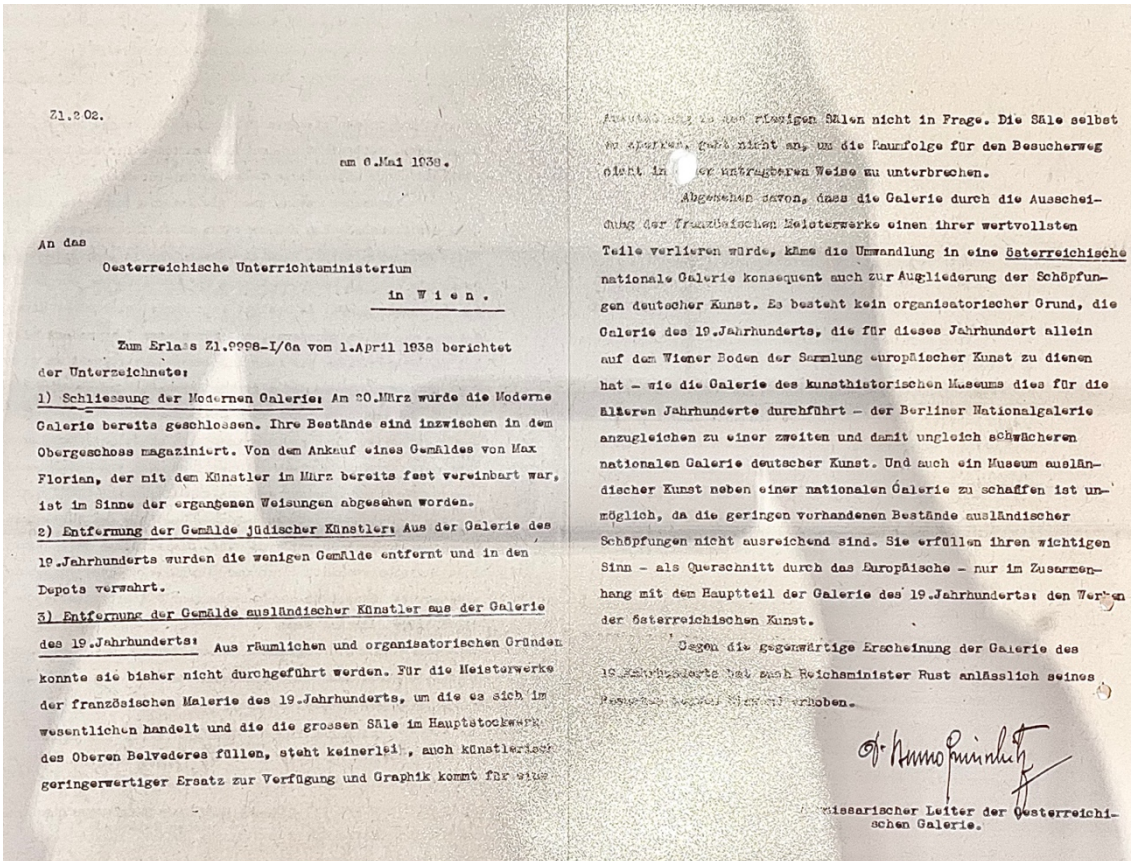 Zl.202.
am 6.Mai 1938.
An das
Oesterreichische Unterrichtsministerium
in W i e n .
Zum Erlass Zl.9998-I/6a vom 1.April 1938 berichtet
der Unterzeichnete:
1) Schliessung der Modernen Galerie: Am 20.März wurde die Moderne
Galerie bereits geschlossen. Ihre Bestände sind inzwischen in dem
Obergeschoss magaziniert. Von dem Ankauf eines Gemäldes von Max
Florian, der mit dem Künstler im März bereits fest vereinbart war,
ist im Sinne der ergangenen Weisungen abgesehen worden.
2) Entfernung der Gemälde jüdischer Künstler: Aus der Galerie des
19.Jahrhunderts wurden die wenigen Gemälde entfernt und in den
Depots verwahrt.
3) Entfernung der Gemälde ausländischer Künstler aus der Galerie
des 19.Jahrhunderts: Aus räumlichen und organisatorischen Gründen
konnte sie bisher nicht durchgeführt werden. Für die Meisterwerke
der französischen Malerie des 19.Jahrhunderts, um die es sich im
wesentlichen handelt und die die grossen Säle im Hauptstockwerk
des Oberen Belvederes füllen, steht keinerlei, auch künstlerisch
geringerwertiger Ersatz zur Verfügung und Graphik kommt für eine
in den riesigen Sälen nicht in Frage. Die Säle selbst
zu sperren, geht nicht an, um die Raumfolge für den Besucherweg
nicht in untragbaren Weise zu unterbrechen.
Abgesehen davon, dass die Galerie durch die Ausschei-
dung der französischen Meisterwerke einen ihrer wertvollsten
Teile verlieren würde, käme die Umwandlung in eine österreichische
nationale Galerie konsequent auch zur Augliederung der Schöpfun-
gen deutscher Kunst. Es besteht kein organisatorischer Grund, die
Galerie des 19.Jahrhunderts, die für dieses Jahrhundert allein
auf dem Wiener Boden der Sammlung europäischer Kunst zu dienen
hat - wie die Galerie des kunsthistorischen Museums dies für die
älteren Jahrhunderte durchführt - der Berliner Nationalgalerie
anzugleichen zu einer zweiten und damit ungleich schwächeren
nationalen Galerie deutscher Kunst. Und auch ein Museum auslän-
discher Kunst neben einer nationalen Galerie zu schaffen ist un-
möglich, da die geringen vorhandenen Bestände ausländischer
Schöpfungen nicht ausreichend sind. Sie erfüllen ihren wichtigen
Sinn - als Querschnitt durch das Europäische - nur im Zusammen-
hang mit dem Hauptteil der Galerie des 19.Jahrhunderts: den Werken
der österreichischen Kunst.
Gegen die gegenwärtige Erscheinung der Galerie des
19.Jahrhunderts hat auch Reichsminister Rust anlässlich seines
erhoben.
Dr.
missarischer Leiter der Oesterreichi-
schen Galerie.